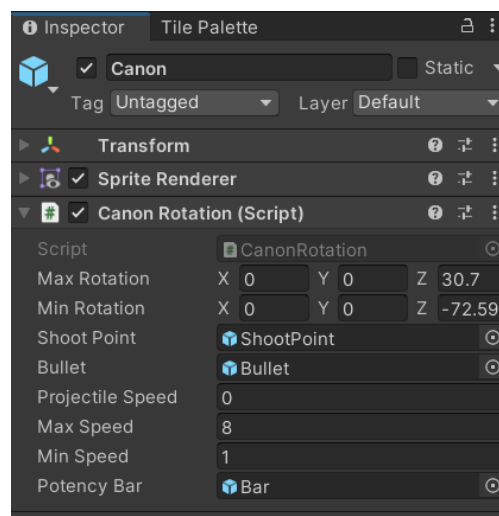 Inspector Tile Palette
Canon Static
Tag Untagged Layer Default
Transform
Sprite Renderer
# Canon Rotation (Script)
Script # CanonRotation
Max Rotation X 0 Y 0 Z 30.7
Min Rotation X 0 Y 0 Z -72.59
Shoot Point ShootPoint
Bullet Bullet
Projectile Speed 0
Max Speed 8
Min Speed 1
Potency Bar Bar